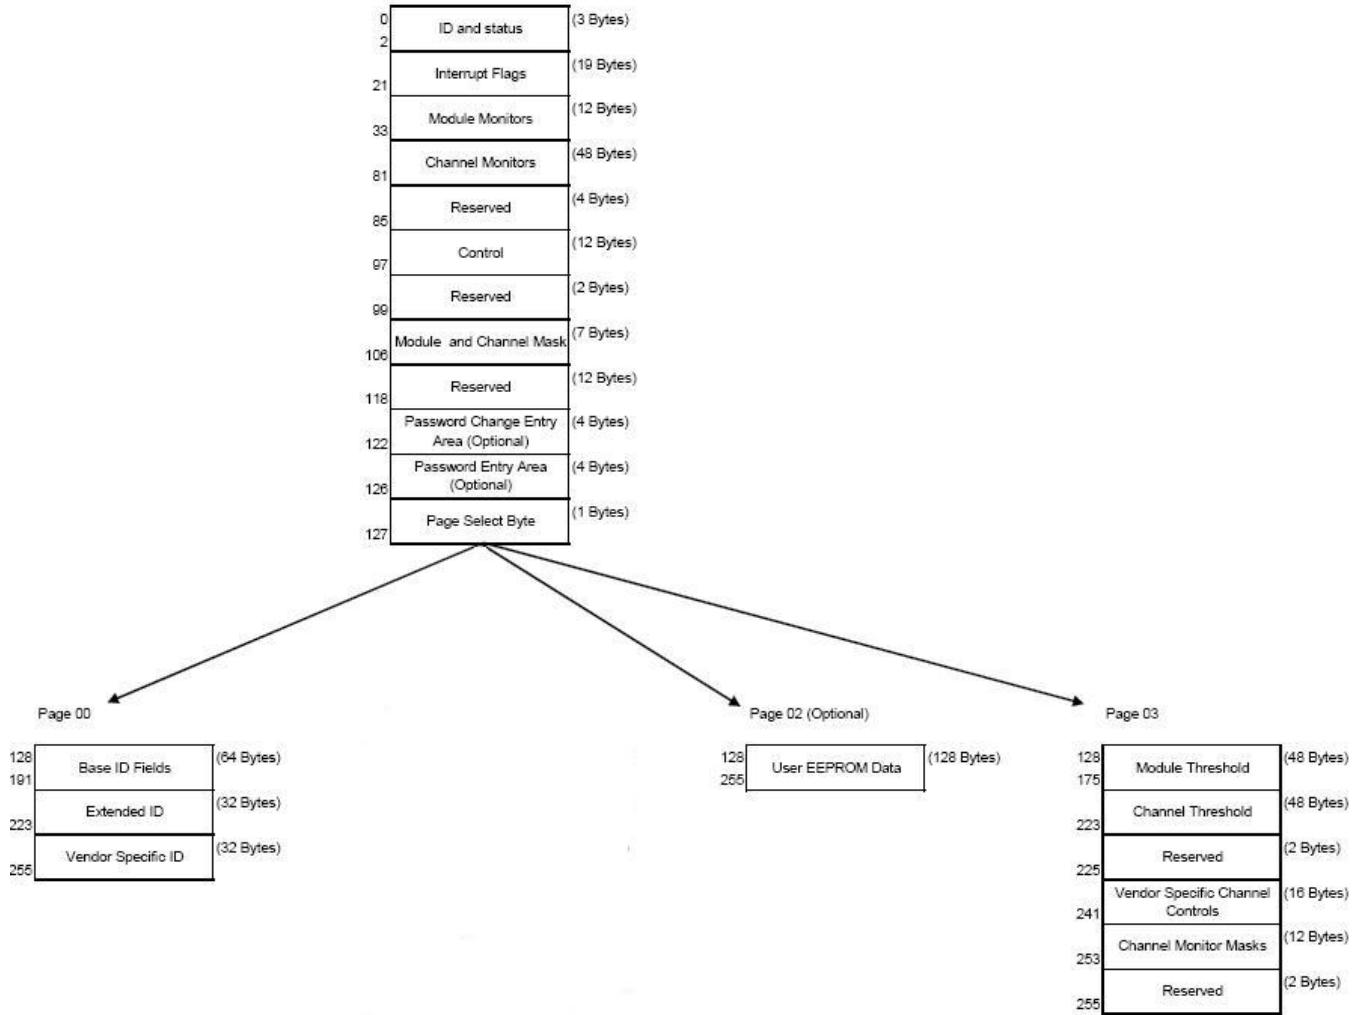 0
ID and status
(3 Bytes)
2
Interrupt Flags
(19 Bytes)
21
Module Monitors
(12 Bytes)
33
Channel Monitors
(48 Bytes)
81
Reserved
(4 Bytes)
85
Control
(12 Bytes)
97
Reserved
(2 Bytes)
99
Module and Channel Mask
(7 Bytes)
106
Reserved
(12 Bytes)
118
Password Change Entry
Area (Optional)
(4 Bytes)
122
Password Entry Area
(Optional)
(4 Bytes)
126
Page Select Byte
(1 Bytes)
127
Page 00
128
Base ID Fields
(64 Bytes)
191
Extended ID
(32 Bytes)
223
Vendor Specific ID
(32 Bytes)
255
Page 02 (Optional)
128
User EEPROM Data
(128 Bytes)
255
Page 03
128
Module Threshold
(48 Bytes)
175
Channel Threshold
(48 Bytes)
223
Reserved
(2 Bytes)
225
Vendor Specific Channel
Controls
(16 Bytes)
241
Channel Monitor Masks
(12 Bytes)
253
Reserved
(2 Bytes)
255